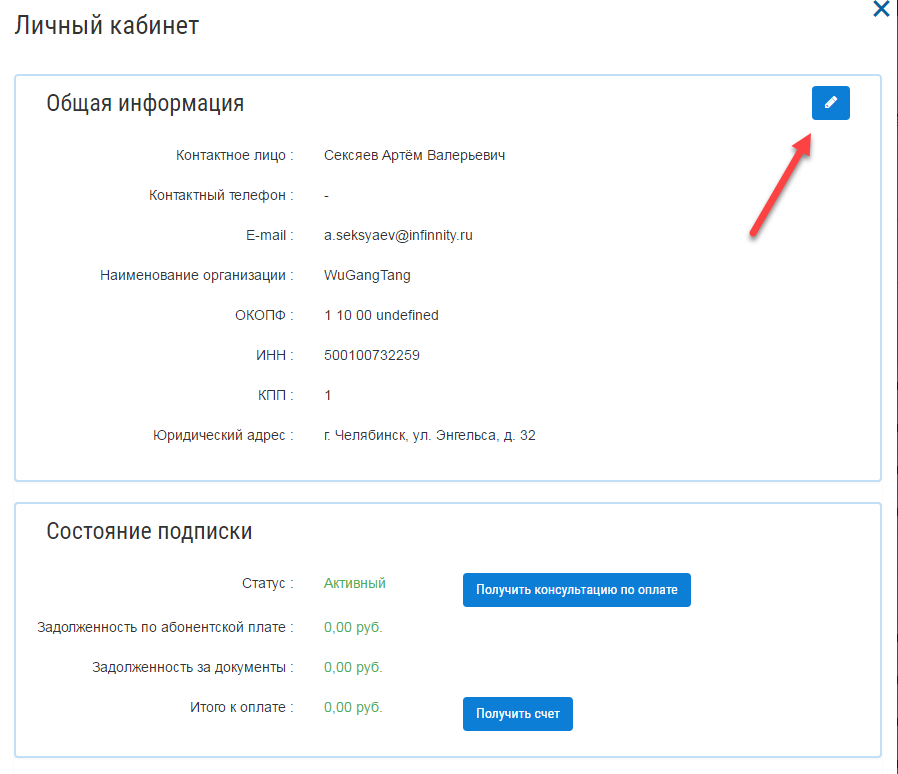 Личный кабинет
Общая информация
Контактное лицо : Сексяев Артём Валерьевич
Контактный телефон : -
E-mail : a.seksyaev@infinnity.ru
Наименование организации : WuGangTang
ОКОПФ : 1 10 00 undefined
ИНН : 500100732259
КПП : 1
Юридический адрес : г. Челябинск, ул. Энгельса, д. 32
Состояние подписки
Статус : Активный Получить консультацию по оплате
Задолженность по абонентской плате : 0,00 руб.
Задолженность за документы : 0,00 руб.
Итого к оплате : 0,00 руб. Получить счет